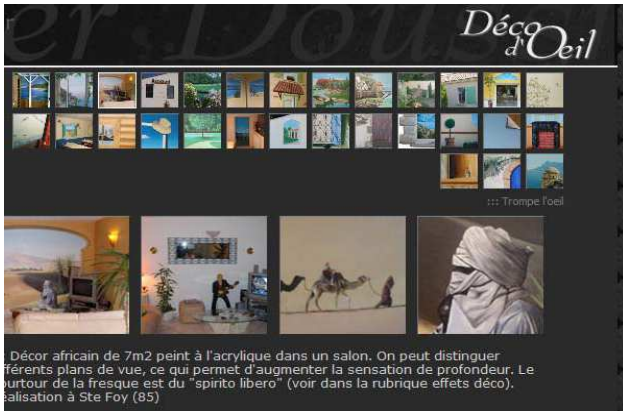 Déco
d'Oeil
::: Trompe l'oeil
: Décor africain de 7m2 peint à l'acrylique dans un salon. On peut distinguer
fférents plans de vue, ce qui permet d'augmenter la sensation de profondeur. Le
ourtour de la fresque est du "spirito libero" (voir dans la rubrique effets déco).
éalisation à Ste Foy (85)